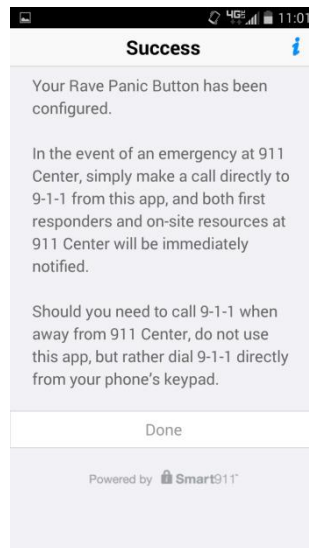 4G 11:01
Success i
Your Rave Panic Button has been
configured.
In the event of an emergency at 911
Center, simply make a call directly to
9-1-1 from this app, and both first
responders and on-site resources at
911 Center will be immediately
notified.
Should you need to call 9-1-1 when
away from 911 Center, do not use
this app, but rather dial 9-1-1 directly
from your phone's keypad.
Done
Powered by Smart911